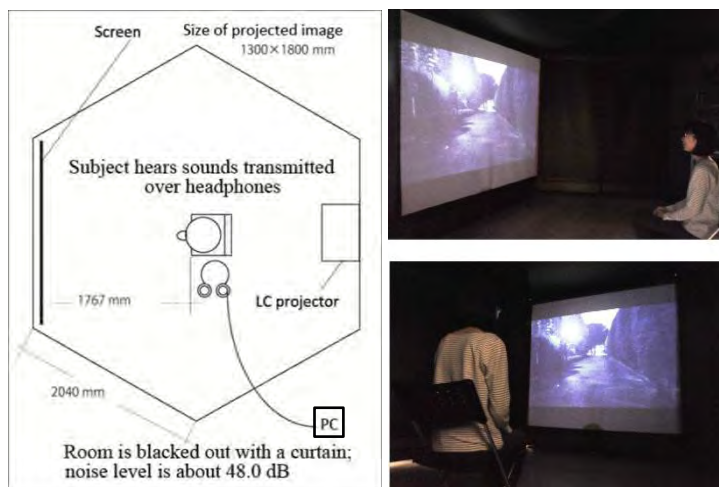 Screen
Size of projected image
1300×1800 mm
Subject hears sounds transmitted
over headphones
1767 mm
LC projector
2040 mm
PC
Room is blacked out with a curtain;
noise level is about 48.0 dB